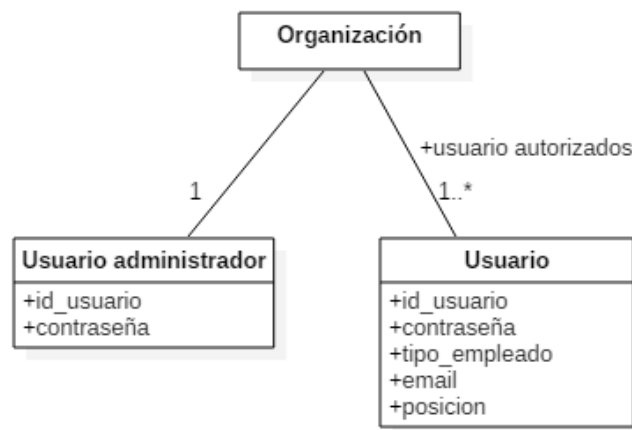 Organización
+usuario autorizados
1
1..*
Usuario administrador
+id_usuario
+contraseña
Usuario
+id_usuario
+contraseña
+tipo_empleado
+email
+posicion